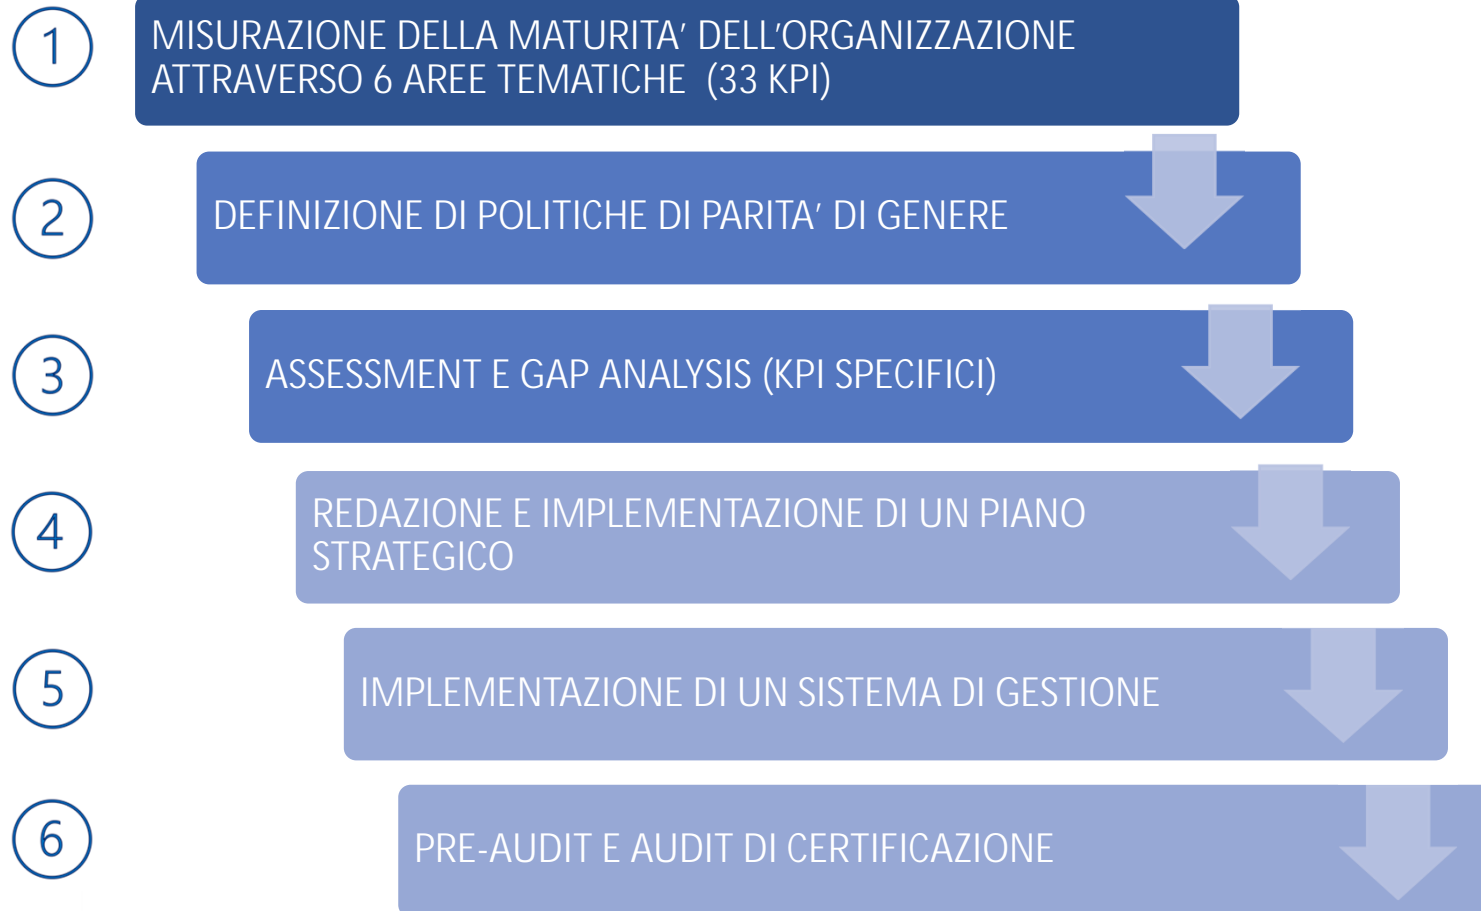 1
MISURAZIONE DELLA MATURITA’ DELL’ORGANIZZAZIONE
ATTRAVERSO 6 AREE TEMATICHE (33 KPI)
2
DEFINIZIONE DI POLITICHE DI PARITA’ DI GENERE
3
ASSESSMENT E GAP ANALYSIS (KPI SPECIFICI)
4
REDAZIONE E IMPLEMENTAZIONE DI UN PIANO
STRATEGICO
5
IMPLEMENTAZIONE DI UN SISTEMA DI GESTIONE
6
PRE-AUDIT E AUDIT DI CERTIFICAZIONE